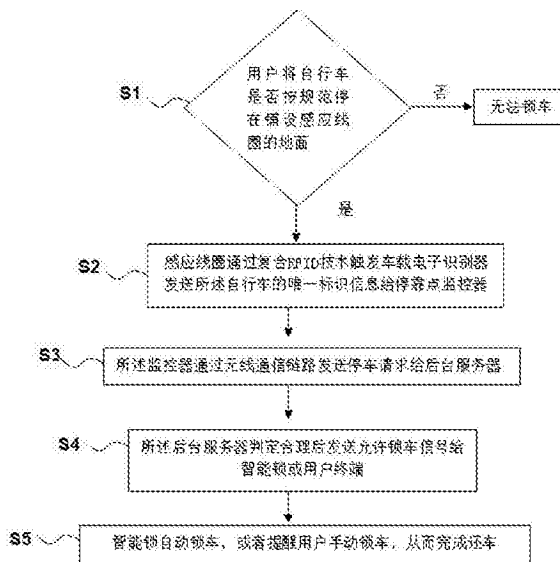 S1
用户将自行车
是否按规范停
在铺设感应线
圈的地面
否
无法锁车
是
S2
感应线圈通过复合RFID技术触发车载电子识别器
发送所述自行车的唯一标识信息给停靠点监控器
S3
所述监控器通过无线通信链路发送停车请求给后台服务器
S4
所述后台服务器判定合理后发送允许锁车信号给
智能锁或用户终端
S5
智能锁自动锁车，或者提醒用户手动锁车，从而完成还车